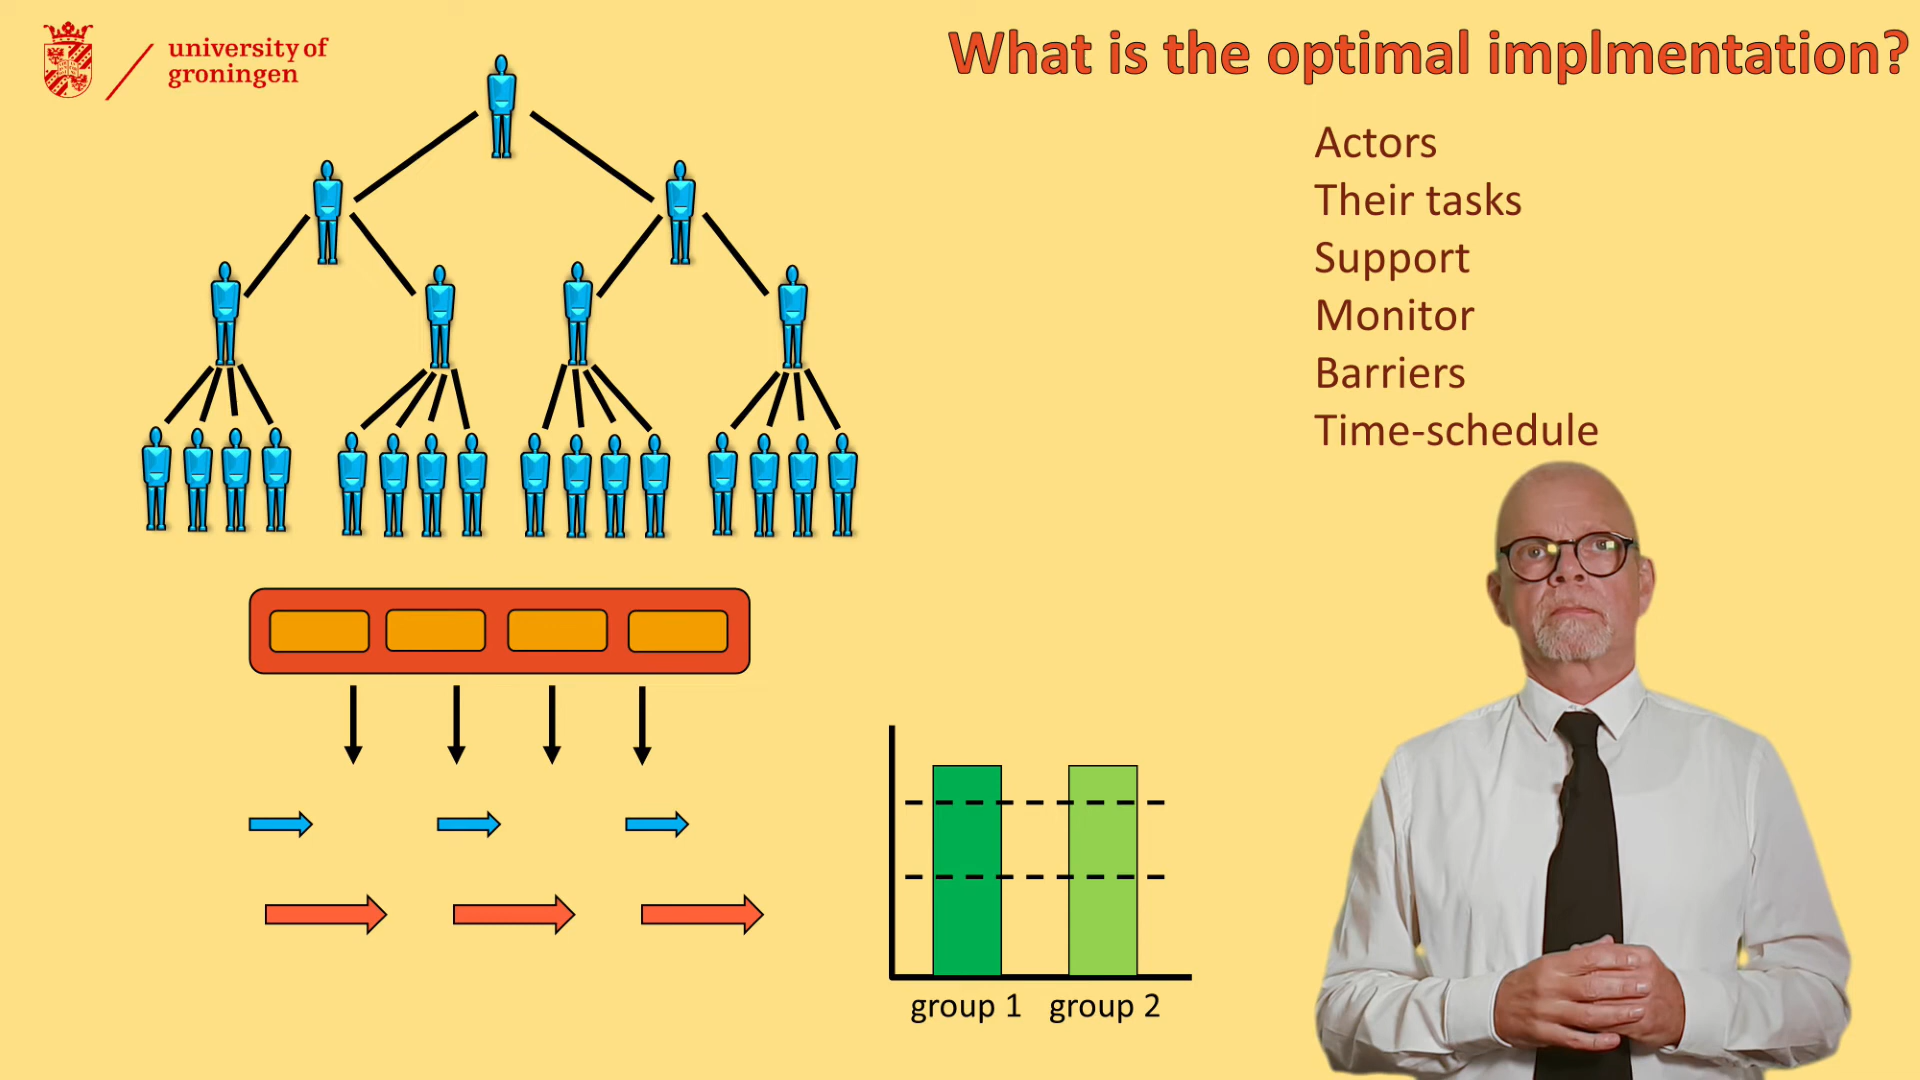 university of
groningen
What is the optimal implmentation?
Actors
Their tasks
Support
Monitor
Barriers
Time-schedule
group 1
group 2